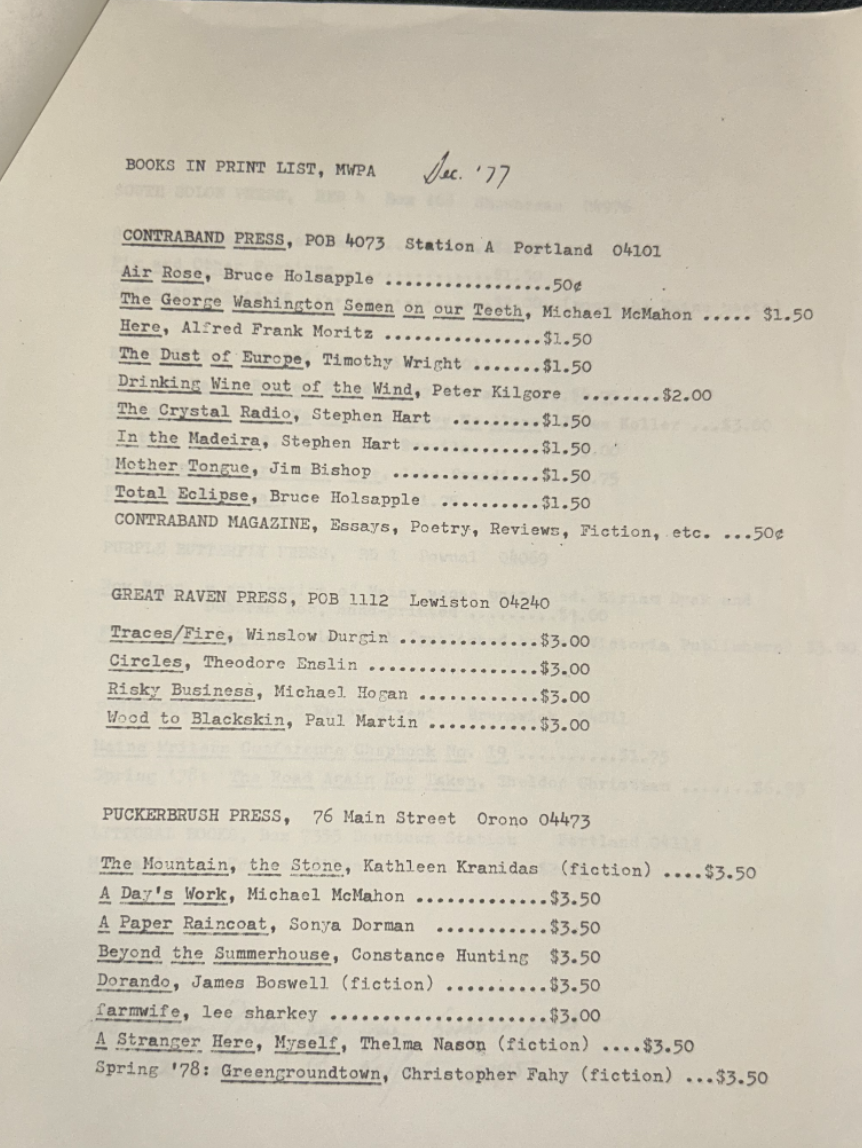 BOOKS IN PRINT LIST, MWPA Dec. '77
CONTRABAND PRESS, POB 4073 Station A Portland 04101
Air Rose, Bruce Holsapple ..................50¢
The George Washington Semen on our Teeth, Michael McMahon ..... $1.50
Here, Alfred Frank Moritz .................$1.50
The Dust of Europe, Timothy Wright .......$1.50
Drinking Wine out of the Wind, Peter Kilgore ........$2.00
The Crystal Radio, Stephen Hart .........$1.50
In the Madeira, Stephen Hart .............$1.50
Mother Tongue, Jim Bishop ...............$1.50
Total Eclipse, Bruce Holsapple ..........$1.50
CONTRABAND MAGAZINE, Essays, Poetry, Reviews, Fiction, etc. ...50¢
GREAT RAVEN PRESS, POB 1112 Lewiston 04240
Traces/Fire, Winslow Durgin ..............$3.00
Circles, Theodore Enslin .................$3.00
Risky Business, Michael Hogan ............$3.00
Wood to Blackskin, Paul Martin ...........$3.00
PUCKERBRUSH PRESS, 76 Main Street Orono 04473
The Mountain, the Stone, Kathleen Kranidas (fiction) ....$3.50
A Day's Work, Michael McMahon .............$3.50
A Paper Raincoat, Sonya Dorman ...........$3.50
Beyond the Summerhouse, Constance Hunting $3.50
Dorando, James Boswell (fiction) ..........$3.50
farmwife, lee sharkey .....................$3.00
A Stranger Here, Myself, Thelma Nason (fiction) ....$3.50
Spring '78: Greengroundtown, Christopher Fahy (fiction) ...$3.50